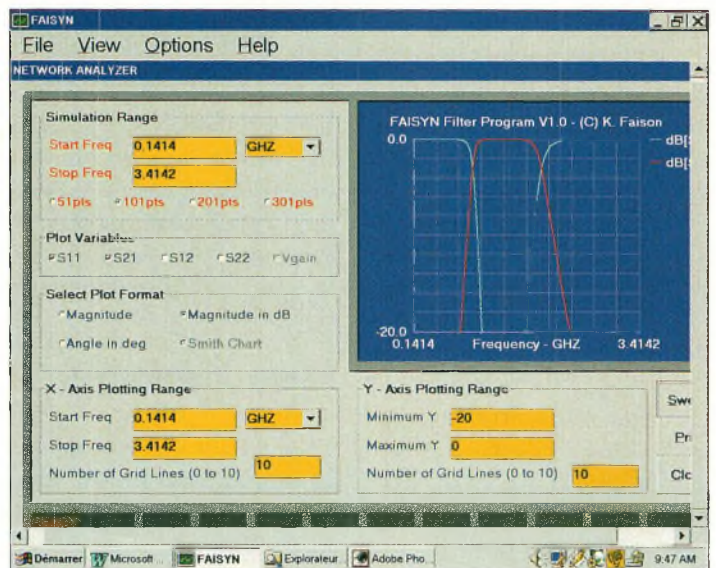 FAISYN
File View Options Help
NETWORK ANALYZER
Simulation Range
Start Freq 0.1414 GHZ
Stop Freq 3.4142
51pts 101pts 201pts 301pts
Plot Variables
S11 S21 S12 S22 Vgain
Select Plot Format
Magnitude Magnitude in dB
Angle in deg Smith Chart
FAISYN Filter Program V1.0 - (C) K. Faison
0.0
dB[
dB[
-20.0
0.1414 Frequency - GHZ 3.4142
X - Axis Plotting Range
Start Freq 0.1414 GHZ
Stop Freq 3.4142
Number of Grid Lines (0 to 10) 10
Y - Axis Plotting Range
Minimum Y -20
Maximum Y 0
Number of Grid Lines (0 to 10) 10
Swe
Pri
Clo
Démarrer Microsoft ... FAISYN Explorateur Adobe Pho... 9:47 AM